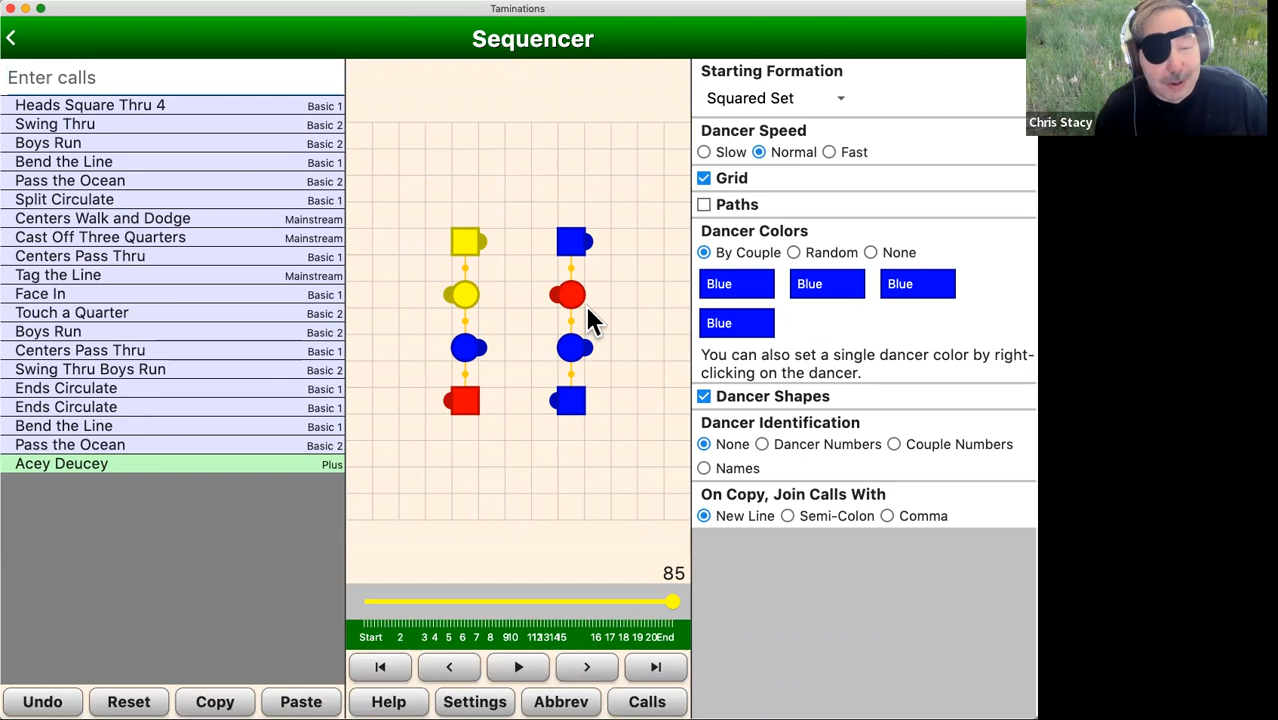 Taminations
Sequencer
Enter calls
Heads Square Thru 4 Basic 1
Swing Thru Basic 2
Boys Run Basic 2
Bend the Line Basic 1
Pass the Ocean Basic 2
Split Circulate Basic 1
Centers Walk and Dodge Mainstream
Cast Off Three Quarters Mainstream
Centers Pass Thru Basic 1
Tag the Line Mainstream
Face In Basic 1
Touch a Quarter Basic 2
Boys Run Basic 2
Centers Pass Thru Basic 1
Swing Thru Boys Run Basic 2
Ends Circulate Basic 1
Ends Circulate Basic 1
Bend the Line Basic 1
Pass the Ocean Basic 2
Acey Deucey Plus
Undo Reset Copy Paste
85
Start 2 3 4 5 6 7 8 9 10 11 12 13 14 15 16 17 18 19 20 End
Help Settings Abbrev Calls
Starting Formation
Squared Set
Dancer Speed
Slow Normal Fast
Grid
Paths
Dancer Colors
By Couple Random None
Blue Blue Blue
Blue
You can also set a single dancer color by right-
clicking on the dancer.
Dancer Shapes
Dancer Identification
None Dancer Numbers Couple Numbers
Names
On Copy, Join Calls With
New Line Semi-Colon Comma
Chris Stacy